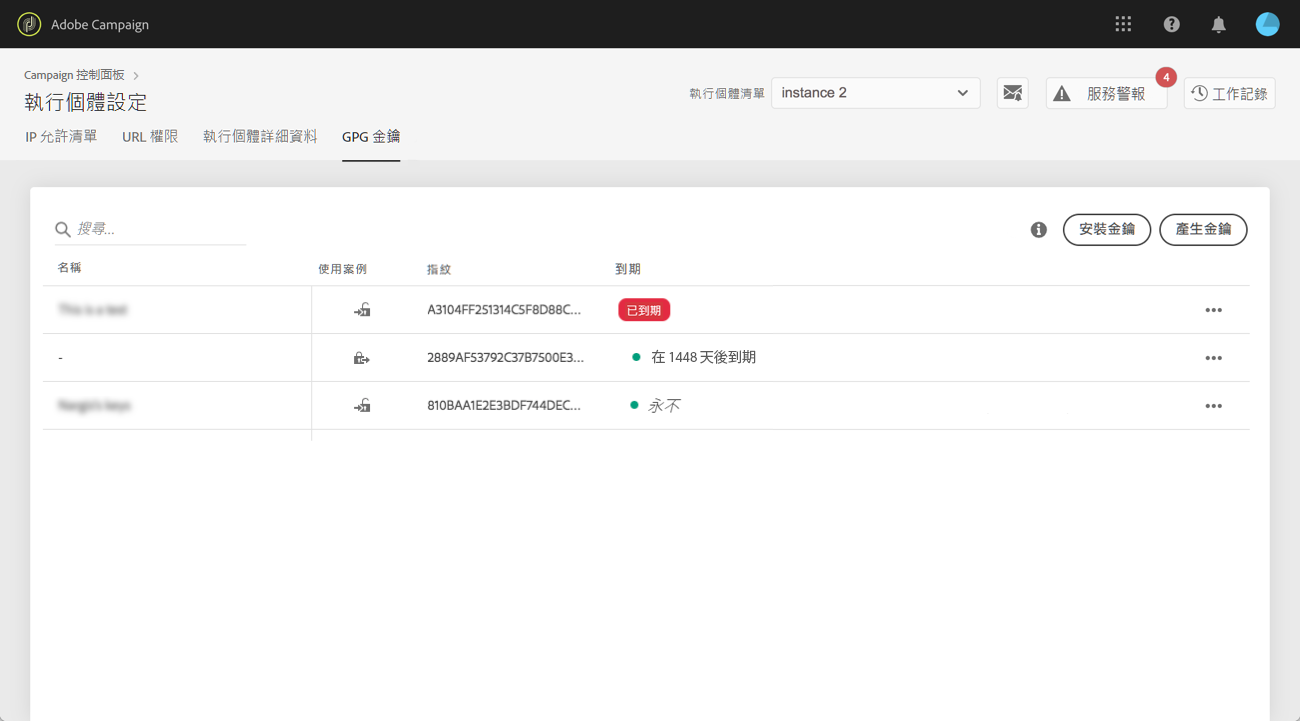 Adobe Campaign
Campaign 控制面板
執行個體設定
執行個體清單
instance 2
服務警報
4
工作記錄
IP 允許清單
URL 權限
執行個體詳細資料
GPG 金鑰
搜尋...
安裝金鑰
產生金鑰
名稱
使用案例
指紋
到期
A3104FF251314C5F8D88C...
已到期
-
2889AF53792C37B7500E3...
在 1448 天後到期
810BAA1E2E3BDF744DEC...
永不